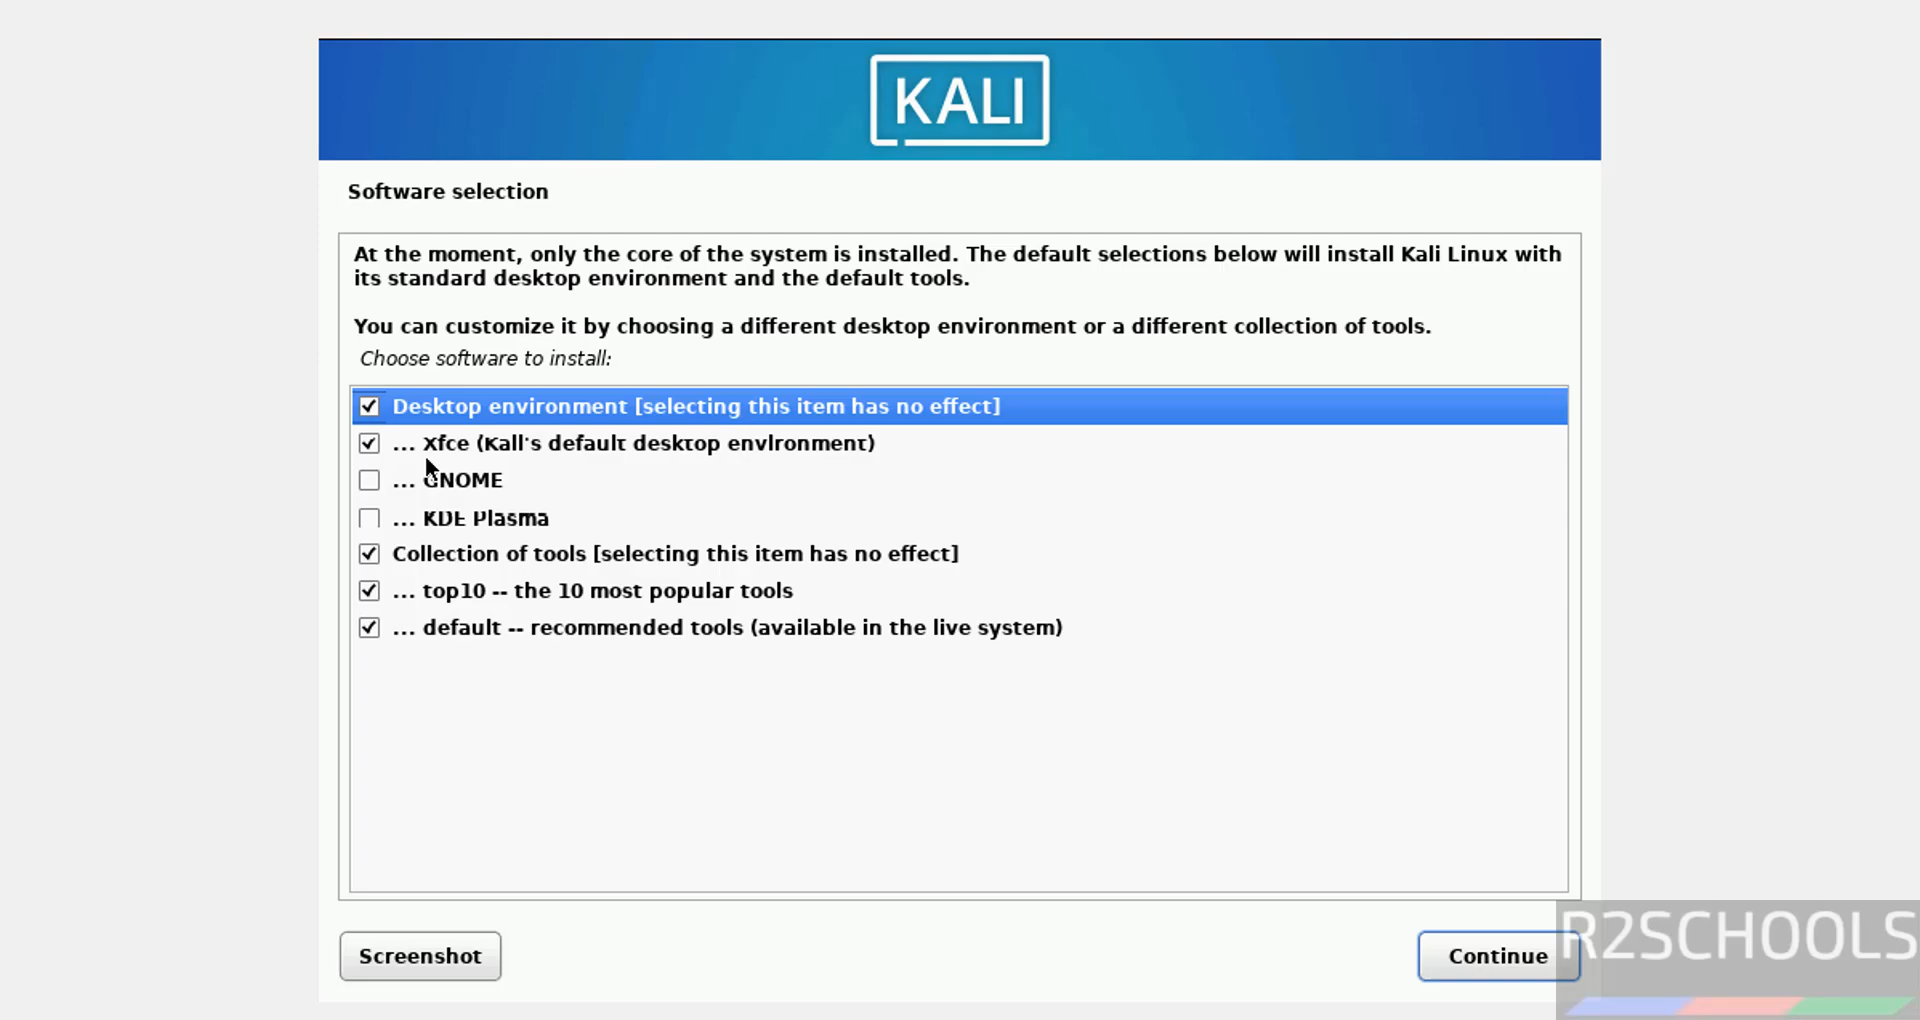 KALI
Software selection
At the moment, only the core of the system is installed. The default selections below will install Kali Linux with
its standard desktop environment and the default tools.
You can customize it by choosing a different desktop environment or a different collection of tools.
Choose software to install:
Desktop environment [selecting this item has no effect]
... Xfce (Kali's default desktop environment)
... GNOME
... KDE Plasma
Collection of tools [selecting this item has no effect]
... top10 -- the 10 most popular tools
... default -- recommended tools (available in the live system)
Screenshot
Continue
R2SCHOOLS